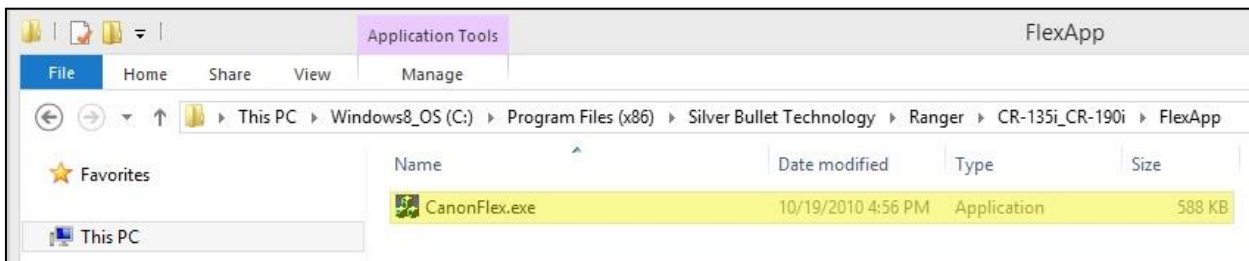 Application Tools FlexApp
File Home Share View Manage
This PC Windows8_OS (C:) Program Files (x86) Silver Bullet Technology Ranger CR-135i_CR-190i FlexApp
Favorites Name Date modified Type Size
CanonFlex.exe 10/19/2010 4:56 PM Application 588 KB
This PC